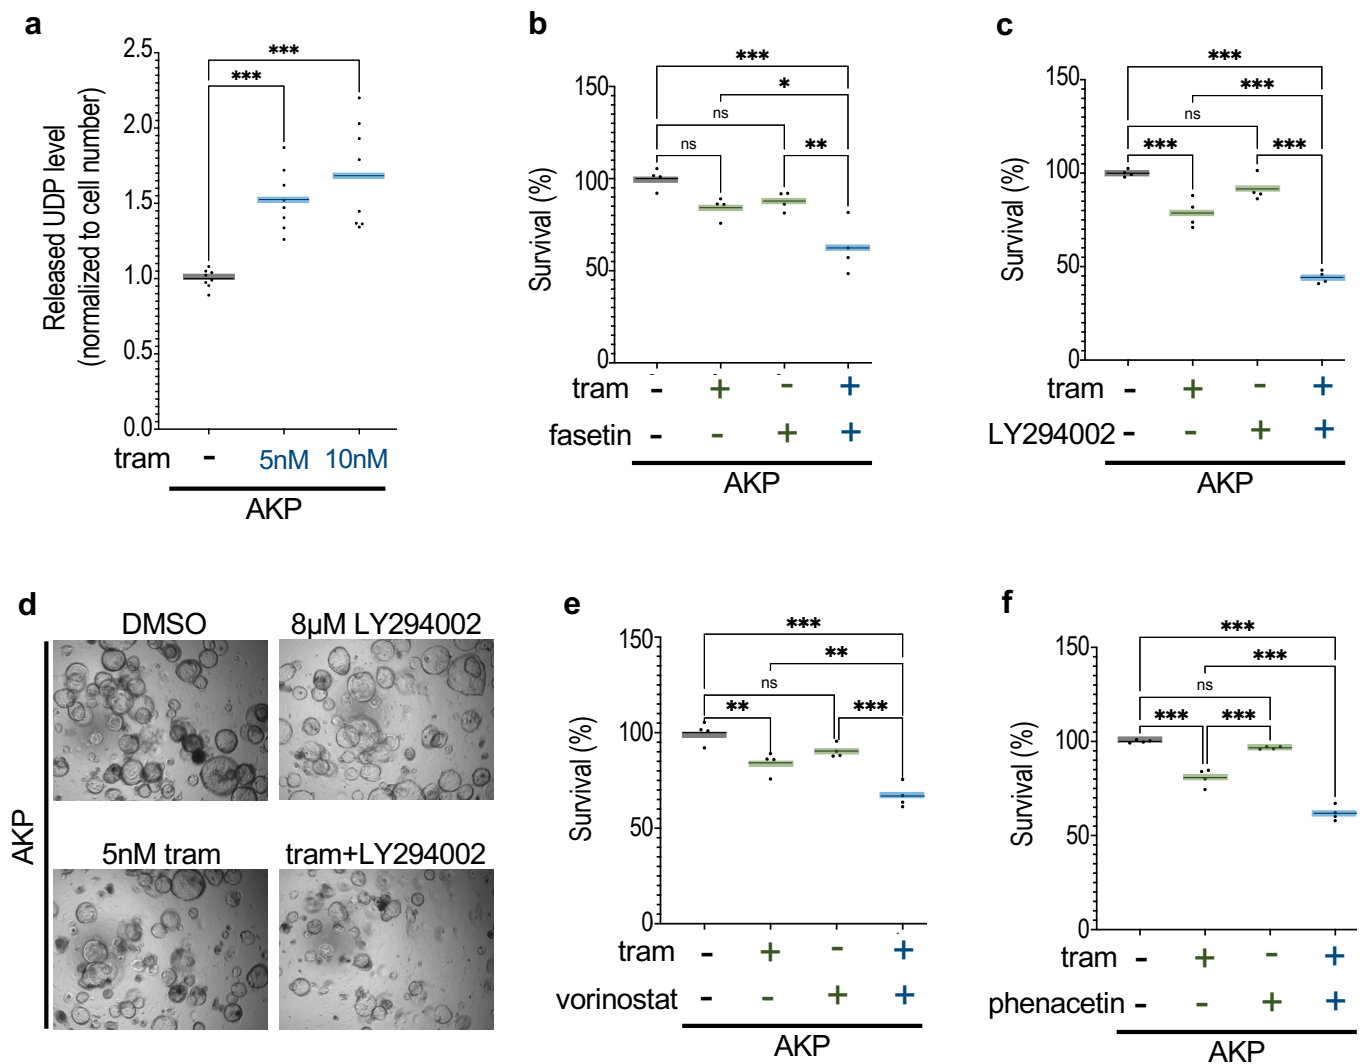 a
2.5
2.0
1.5
1.0
0.5
0.0
Released UDP level
(normalized to cell number)
***
***
tram - 5nM 10nM
AKP
b
150
100
50
0
Survival (%)
***
*
ns
ns
**
tram - + - +
fasetin - - + +
AKP
c
150
100
50
0
Survival (%)
***
***
ns
***
***
tram - + - +
LY294002 - - + +
AKP
d
DMSO
8µM LY294002
5nM tram
tram+LY294002
AKP
e
150
100
50
0
Survival (%)
***
**
ns
**
***
tram - + - +
vorinostat - - + +
AKP
f
150
100
50
0
Survival (%)
***
***
ns
***
***
tram - + - +
phenacetin - - + +
AKP